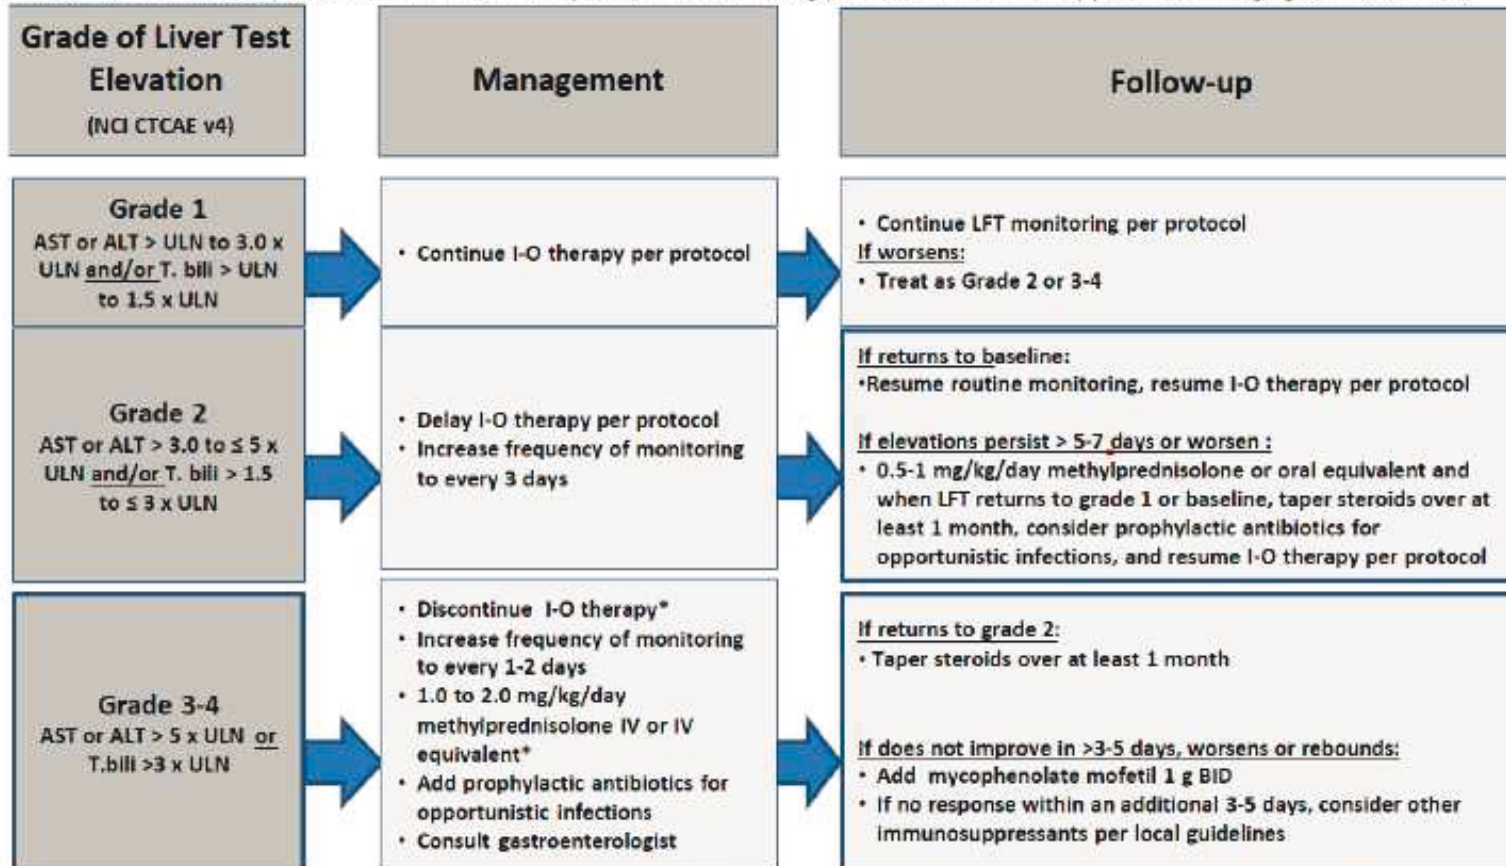 Grade of Liver Test
Elevation
(NCI CTCAE v4)
Management
Follow-up
Grade 1
AST or ALT > ULN to 3.0 x
ULN and/or T. bili > ULN
to 1.5 x ULN
• Continue I-O therapy per protocol
• Continue LFT monitoring per protocol
If worsens:
• Treat as Grade 2 or 3-4
Grade 2
AST or ALT > 3.0 to ≤ 5 x
ULN and/or T. bili > 1.5
to ≤ 3 x ULN
• Delay I-O therapy per protocol
• Increase frequency of monitoring
to every 3 days
If returns to baseline:
•Resume routine monitoring, resume I-O therapy per protocol
If elevations persist > 5-7 days or worsen :
• 0.5-1 mg/kg/day methylprednisolone or oral equivalent and
when LFT returns to grade 1 or baseline, taper steroids over at
least 1 month, consider prophylactic antibiotics for
opportunistic infections, and resume I-O therapy per protocol
Grade 3-4
AST or ALT > 5 x ULN or
T.bili >3 x ULN
• Discontinue I-O therapy*
• Increase frequency of monitoring
to every 1-2 days
• 1.0 to 2.0 mg/kg/day
methylprednisolone IV or IV
equivalent*
• Add prophylactic antibiotics for
opportunistic infections
• Consult gastroenterologist
If returns to grade 2:
• Taper steroids over at least 1 month
If does not improve in >3-5 days, worsens or rebounds:
• Add mycophenolate mofetil 1 g BID
• If no response within an additional 3-5 days, consider other
immunosuppressants per local guidelines